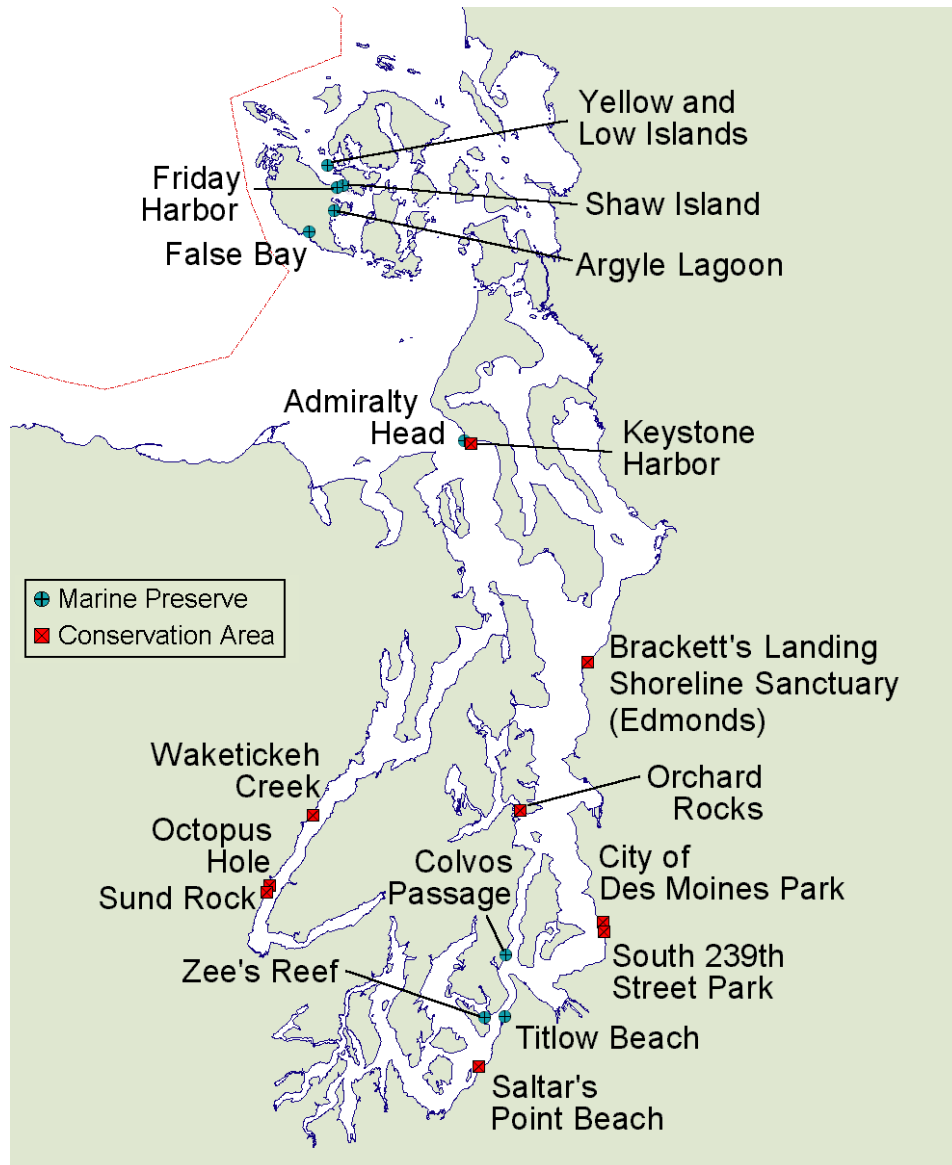 Yellow and
Low Islands
Friday
Harbor
Shaw Island
False Bay
Argyle Lagoon
Admiralty
Head
Keystone
Harbor
Marine Preserve
Conservation Area
Brackett's Landing
Shoreline Sanctuary
(Edmonds)
Waketickeh
Creek
Orchard
Rocks
Octopus
Hole
Sund Rock
Colvos
Passage
City of
Des Moines Park
Zee's Reef
South 239th
Street Park
Titlow Beach
Saltar's
Point Beach